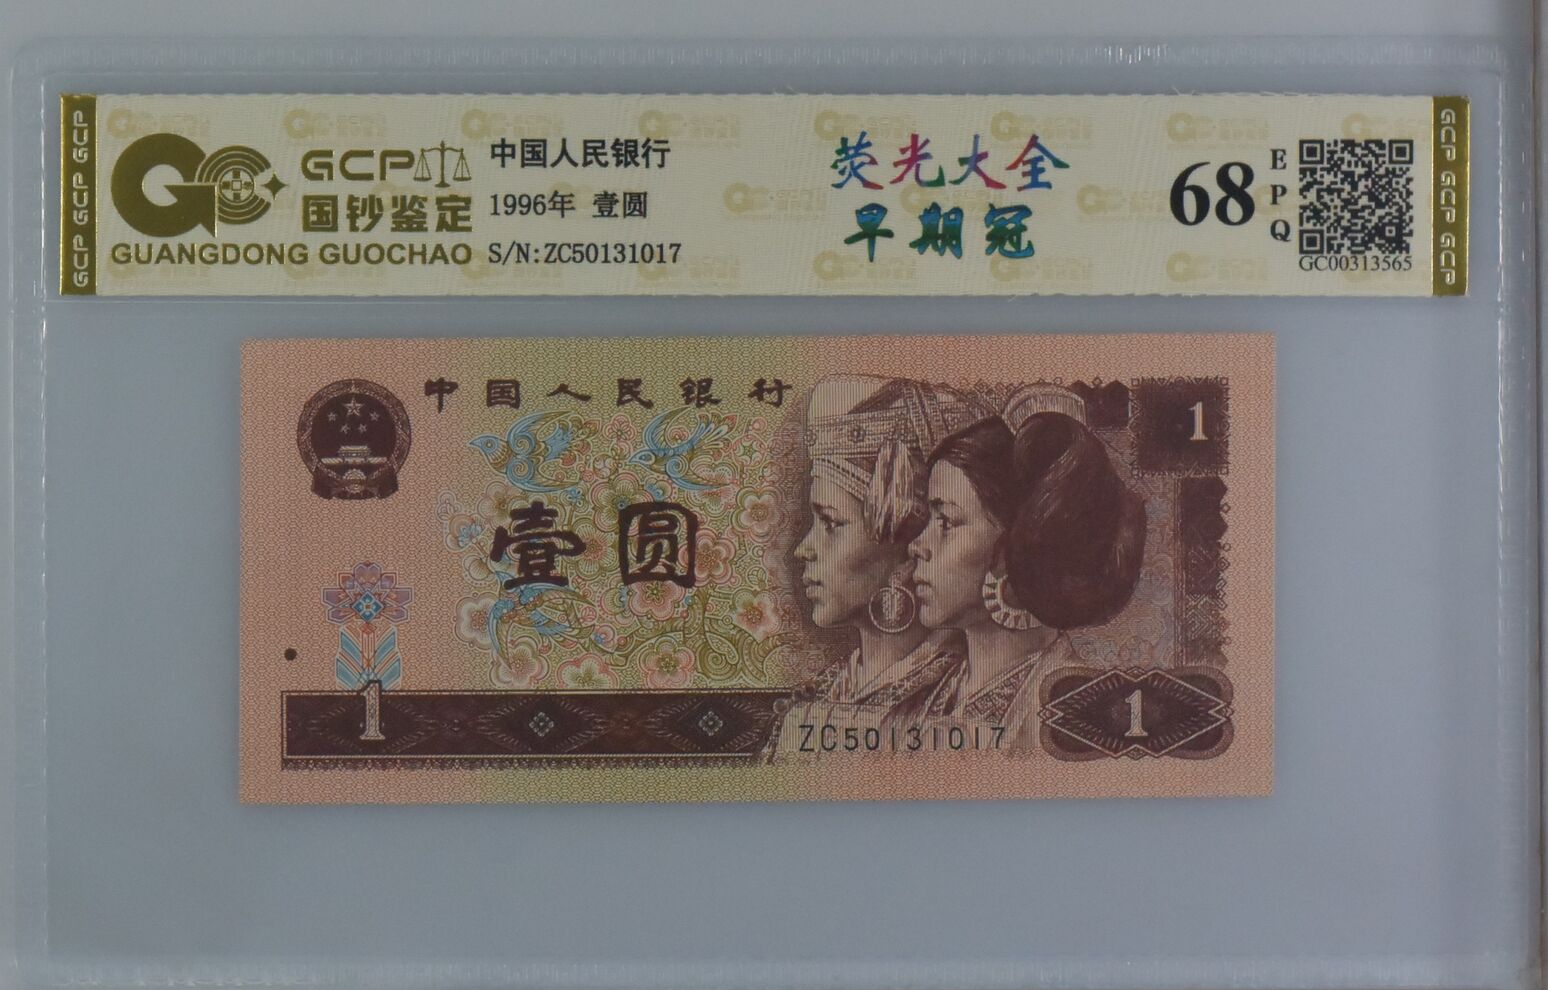 GCP
国钞鉴定
GUANGDONG GUOCHAO
中国人民银行
1996年 壹圆
S/N:ZC50131017
荧光大全
早期冠
68
EPQ
GC00313565
GCP GCP GCP
GCP GCP GCP
中国人民银行
1
壹圆
1
ZC50131017
1